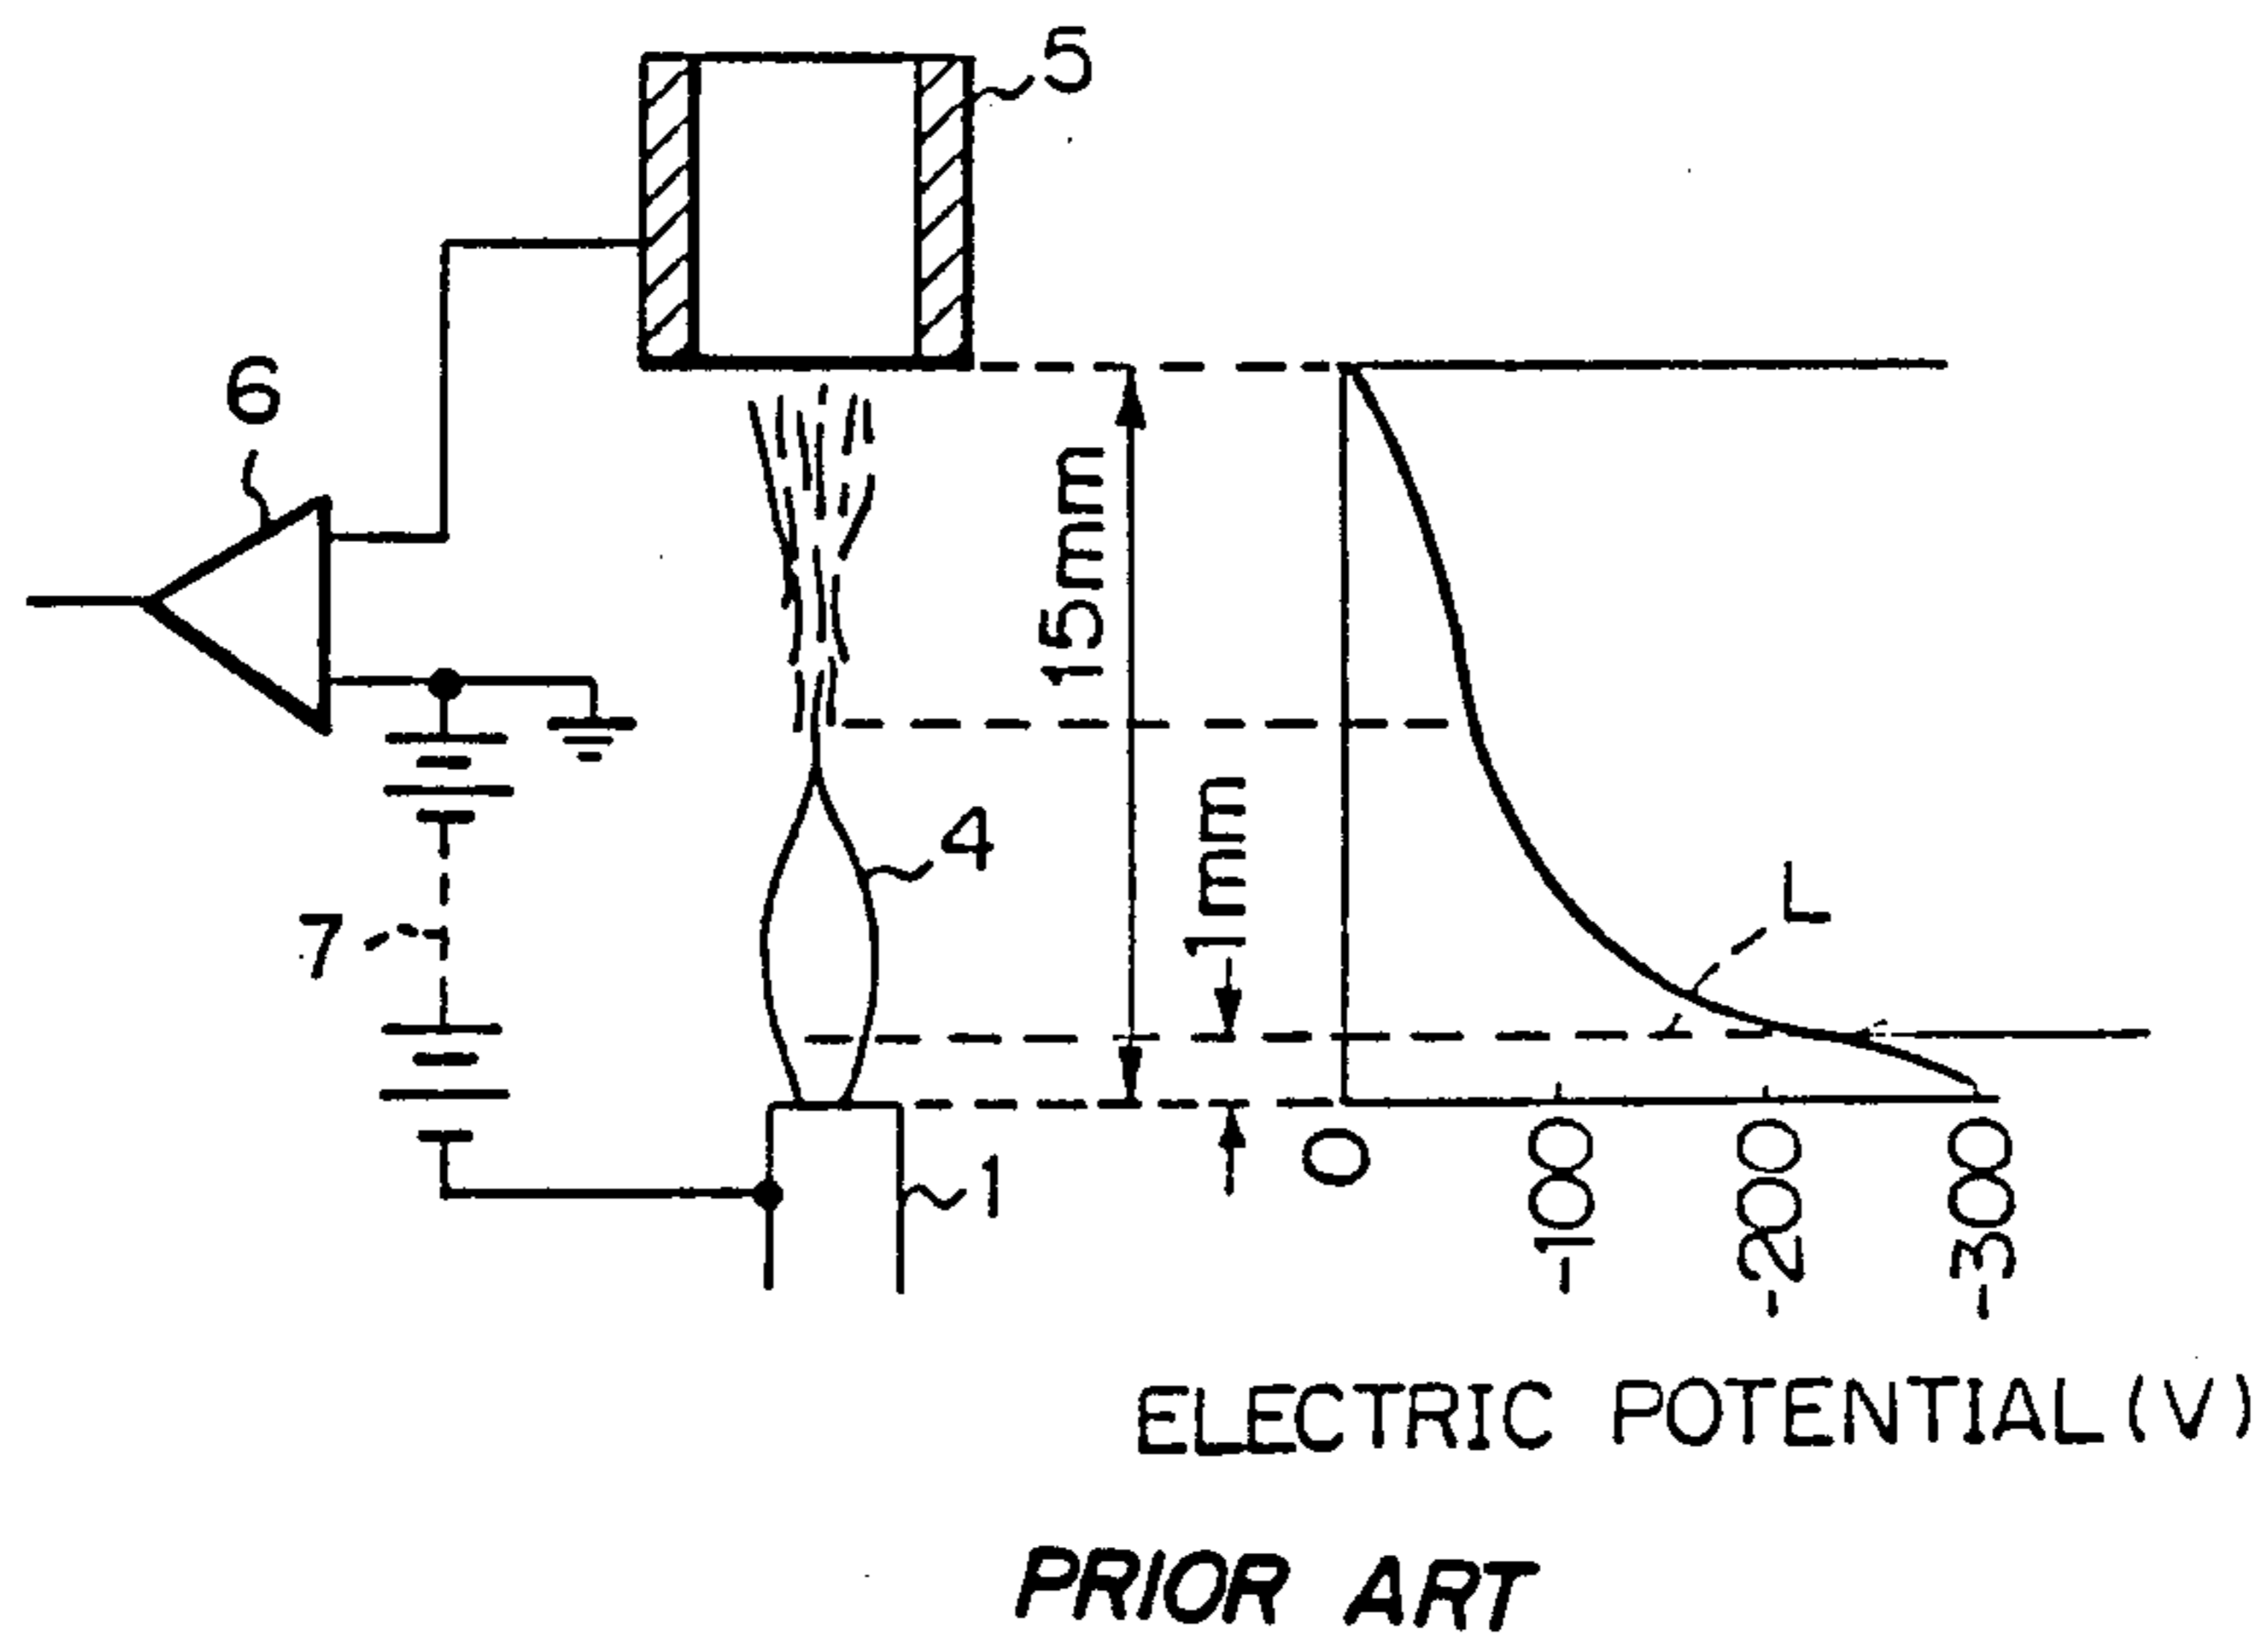 5
6
15mm
4
1mm
7
L
1
0
-100
-200
-300
ELECTRIC POTENTIAL(V)
PRIOR ART